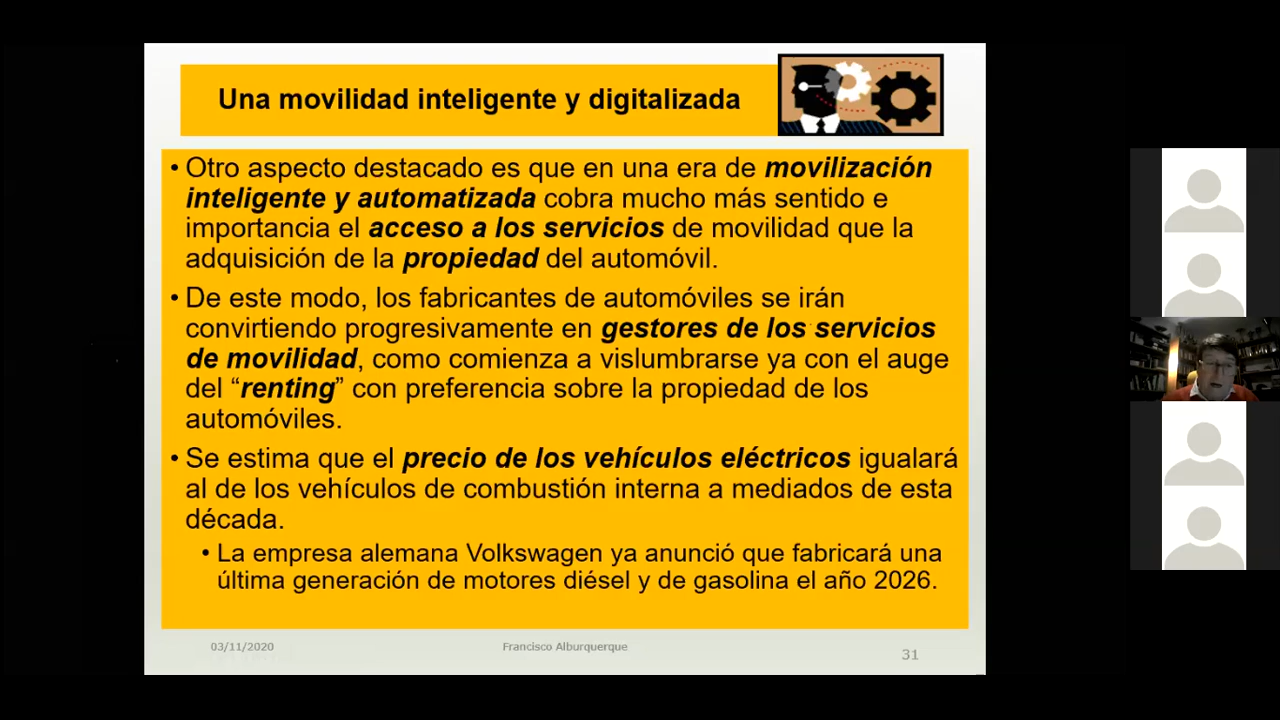 Una movilidad inteligente y digitalizada
• Otro aspecto destacado es que en una era de movilización
inteligente y automatizada cobra mucho más sentido e
importancia el acceso a los servicios de movilidad que la
adquisición de la propiedad del automóvil.
• De este modo, los fabricantes de automóviles se irán
convirtiendo progresivamente en gestores de los servicios
de movilidad, como comienza a vislumbrarse ya con el auge
del “renting” con preferencia sobre la propiedad de los
automóviles.
• Se estima que el precio de los vehículos eléctricos igualará
al de los vehículos de combustión interna a mediados de esta
década.
• La empresa alemana Volkswagen ya anunció que fabricará una
última generación de motores diésel y de gasolina el año 2026.
03/11/2020
Francisco Alburquerque
31